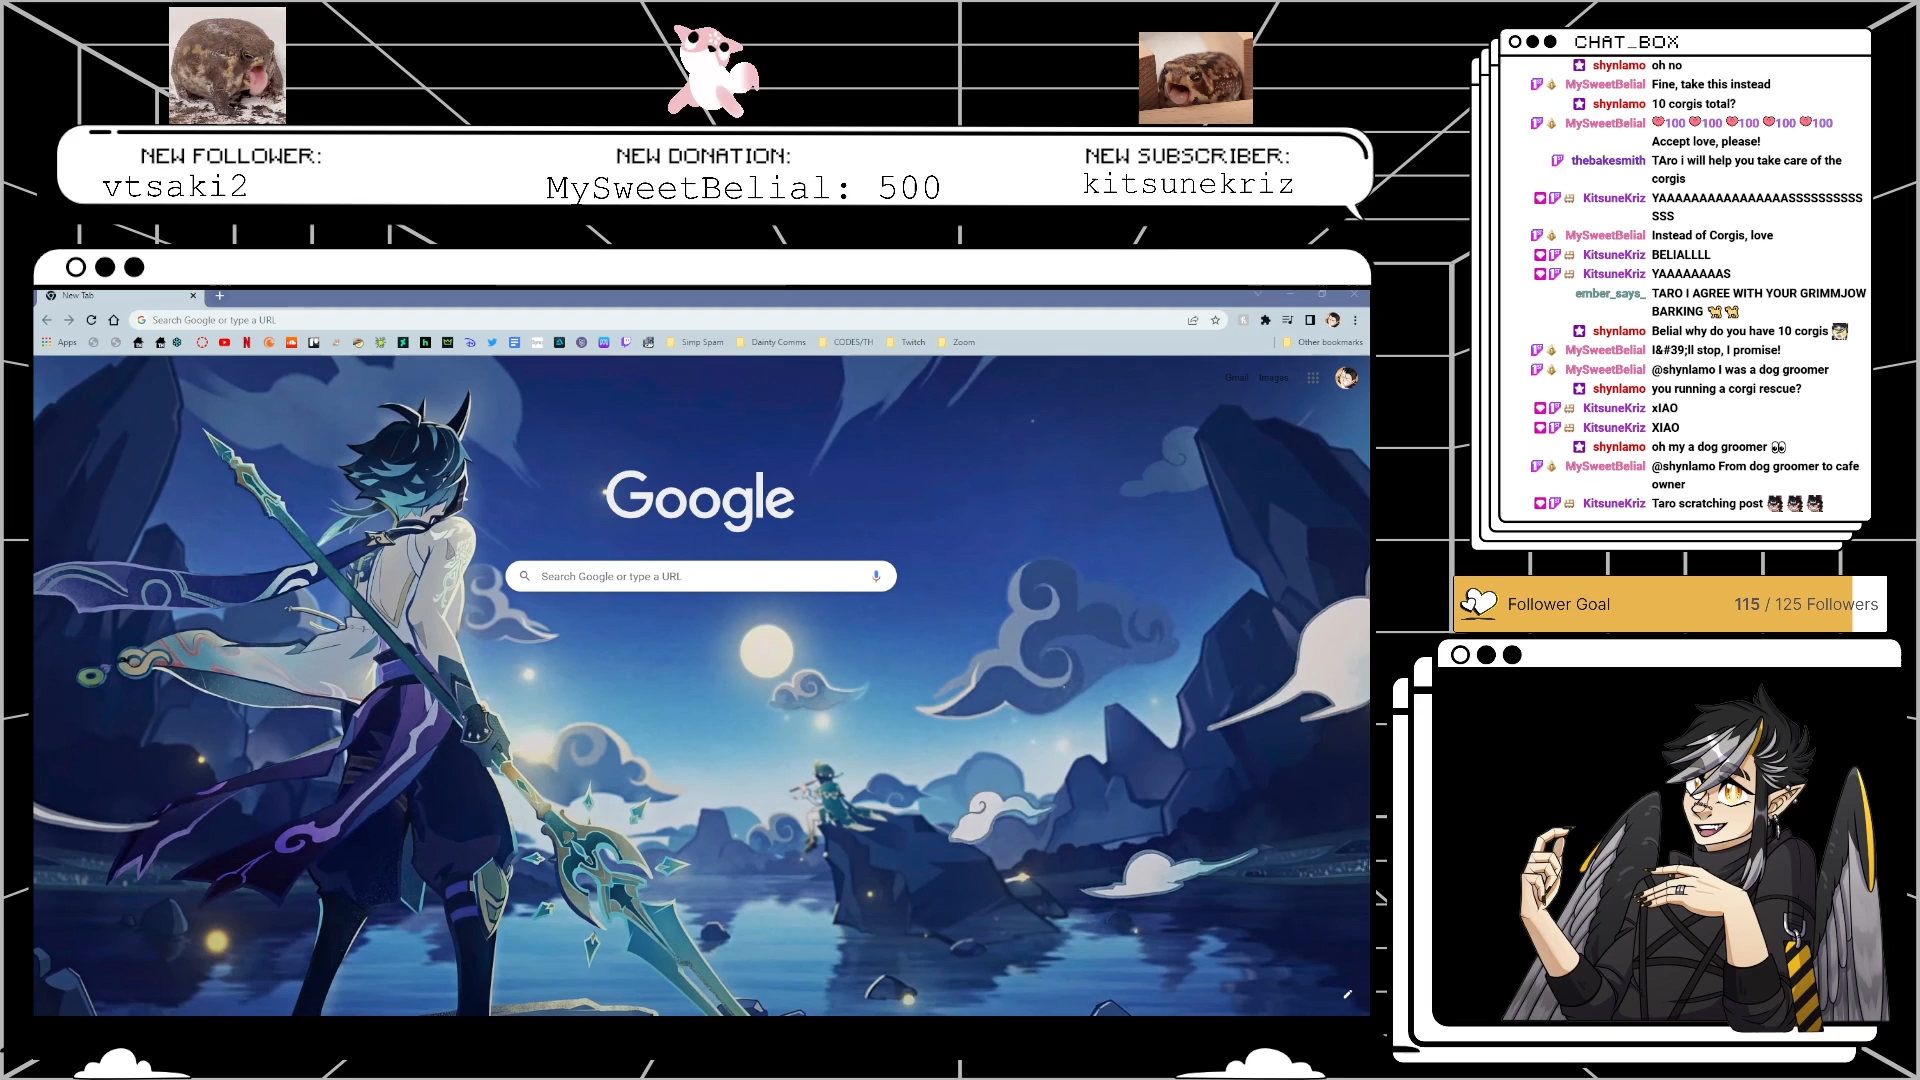 NEW FOLLOWER:
vtsaki2
NEW DONATION:
MySweetBelial: 500
NEW SUBSCRIBER:
kitsunekriz
CHAT_BOX
shynlamo oh no
MySweetBelial Fine, take this instead
shynlamo 10 corgis total?
MySweetBelial 100 100 100 100 100
Accept love, please!
thebakesmith TAro i will help you take care of the
corgis
KitsuneKriz YAAAAAAAAAAAAAAASSSSSSSSSS
SSS
MySweetBelial Instead of Corgis, love
KitsuneKriz BELIALLLL
KitsuneKriz YAAAAAAAAS
ember_says_ TARO I AGREE WITH YOUR GRIMMJOW
BARKING
shynlamo Belial why do you have 10 corgis
MySweetBelial I&#39;ll stop, I promise!
MySweetBelial @shynlamo I was a dog groomer
shynlamo you running a corgi rescue?
KitsuneKriz xIAO
KitsuneKriz XIAO
shynlamo oh my a dog groomer
MySweetBelial @shynlamo From dog groomer to cafe
owner
KitsuneKriz Taro scratching post
New Tab
Search Google or type a URL
Apps
Simp Spam
Dainty Comms
CODES/TH
Twitch
Zoom
Other bookmarks
Gmail Images
Google
Search Google or type a URL
Follower Goal 115 / 125 Followers